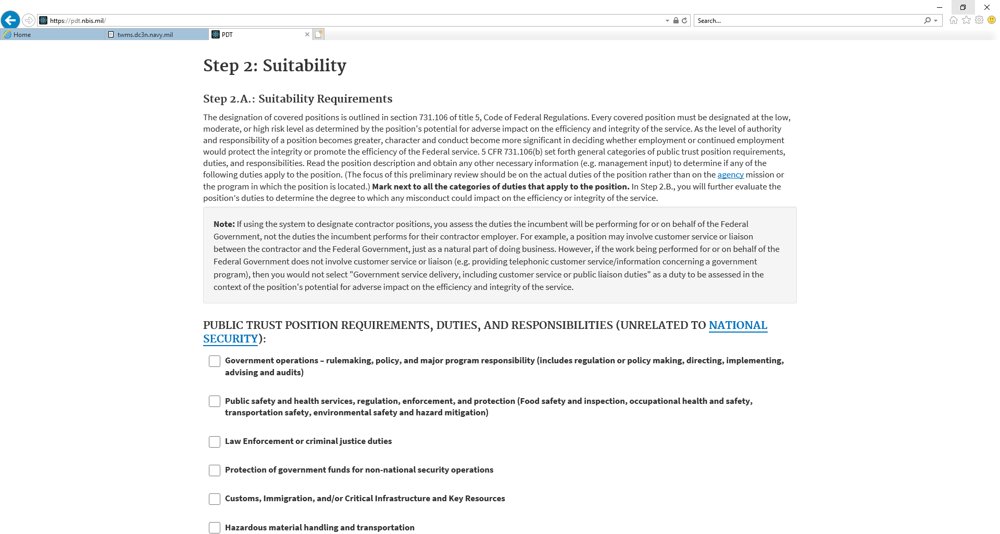 https://pdt.nbis.mil/
Search...
Home
twms.dc3n.navy.mil
PDT
Step 2: Suitability
Step 2.A.: Suitability Requirements
The designation of covered positions is outlined in section 731.106 of title 5, Code of Federal Regulations. Every covered position must be designated at the low,
moderate, or high risk level as determined by the position's potential for adverse impact on the efficiency and integrity of the service. As the level of authority
and responsibility of a position becomes greater, character and conduct become more significant in deciding whether employment or continued employment
would protect the integrity or promote the efficiency of the Federal service. 5 CFR 731.106(b) set forth general categories of public trust position requirements,
duties, and responsibilities. Read the position description and obtain any other necessary information (e.g. management input) to determine if any of the
following duties apply to the position. (The focus of this preliminary review should be on the actual duties of the position rather than on the agency mission or
the program in which the position is located.) Mark next to all the categories of duties that apply to the position. In Step 2.B., you will further evaluate the
position’s duties to determine the degree to which any misconduct could impact on the efficiency or integrity of the service.
Note: If using the system to designate contractor positions, you assess the duties the incumbent will be performing for or on behalf of the Federal
Government, not the duties the incumbent performs for their contractor employer. For example, a position may involve customer service or liaison
between the contractor and the Federal Government, just as a natural part of doing business. However, if the work being performed for or on behalf of the
Federal Government does not involve customer service or liaison (e.g. providing telephonic customer service/information concerning a government
program), then you would not select "Government service delivery, including customer service or public liaison duties" as a duty to be assessed in the
context of the position's potential for adverse impact on the efficiency and integrity of the service.
PUBLIC TRUST POSITION REQUIREMENTS, DUTIES, AND RESPONSIBILITIES (UNRELATED TO NATIONAL
SECURITY):
Government operations – rulemaking, policy, and major program responsibility (includes regulation or policy making, directing, implementing,
advising and audits)
Public safety and health services, regulation, enforcement, and protection (Food safety and inspection, occupational health and safety,
transportation safety, environmental safety and hazard mitigation)
Law Enforcement or criminal justice duties
Protection of government funds for non-national security operations
Customs, Immigration, and/or Critical Infrastructure and Key Resources
Hazardous material handling and transportation